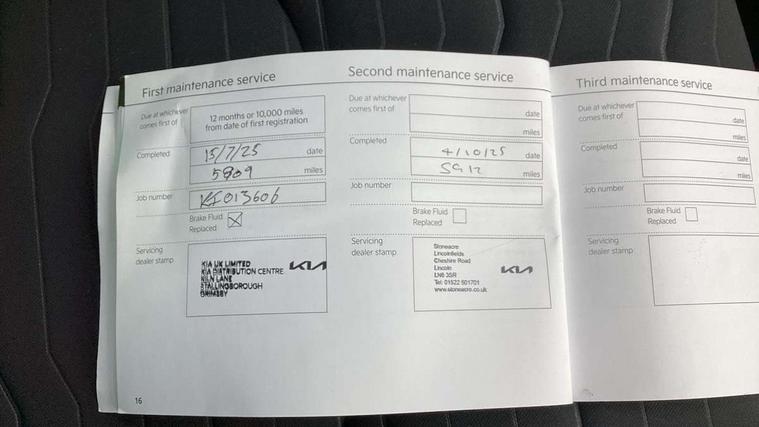 First maintenance service
Due at whichever
comes first of
12 months or 10,000 miles
from date of first registration
Completed
15/7/25 date
5809 miles
Job number
KI013606
Brake Fluid
Replaced
Servicing
dealer stamp
KIA UK LIMITED
KIA DISTRIBUTION CENTRE
KILN LANE
STALLINGBOROUGH
GRIMSBY
KIA
16
Second maintenance service
Due at whichever
comes first of
date
miles
Completed
4/10/25 date
5912 miles
Job number
Brake Fluid
Replaced
Servicing
dealer stamp
Stoneacre
Lincolnfields
Cheshire Road
Lincoln
LN6 3SR
Tel: 01522 501701
www.stoneacre.co.uk
KIA
Third maintenance service
Due at whichever
comes first of
date
miles
Completed
date
miles
Job number
Brake Fluid
Replaced
Servicing
dealer stamp